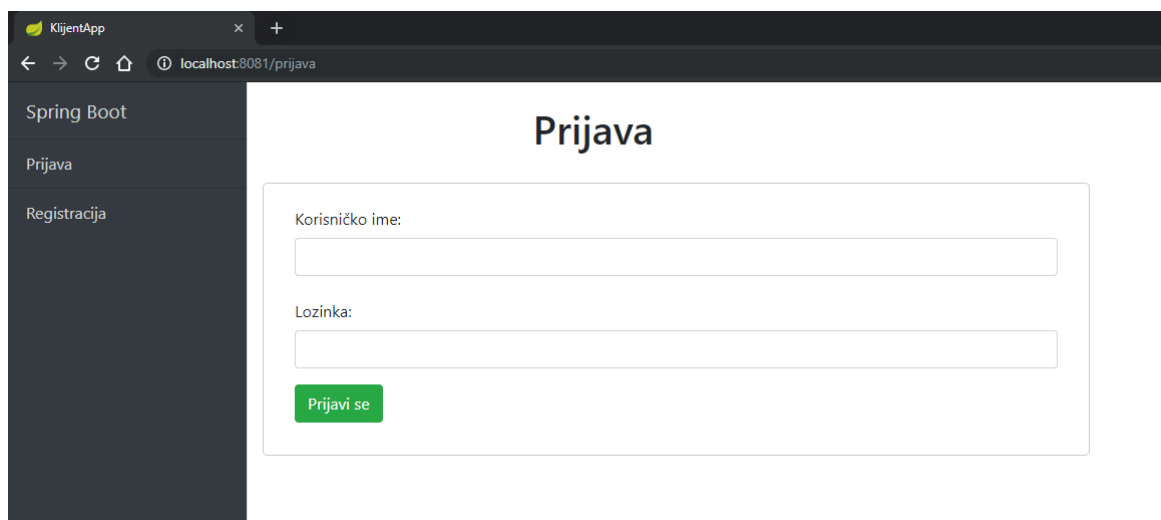 KlijentApp
localhost:8081/prijava
Spring Boot
Prijava
Registracija
Prijava
Korisničko ime:
Lozinka:
Prijavi se